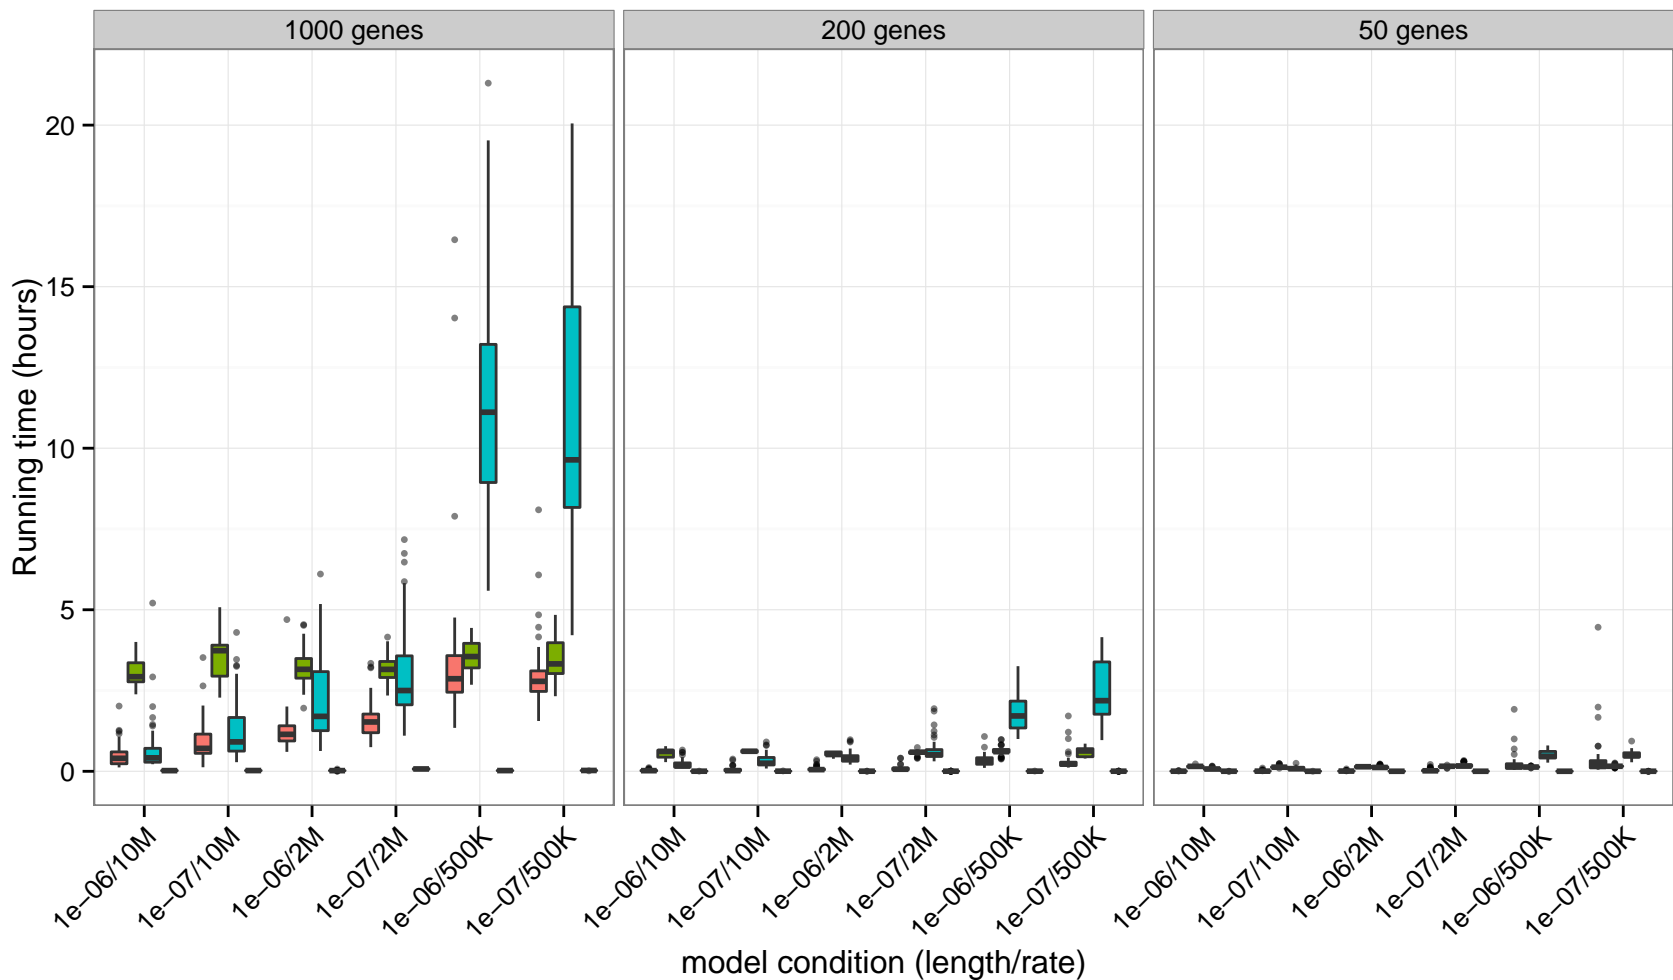 1000 genes
200 genes
50 genes
Running time (hours)
20
15
10
5
0
1e−06/10M
1e−07/10M
1e−06/2M
1e−07/2M
1e−06/500K
1e−07/500K
1e−06/10M
1e−07/10M
1e−06/2M
1e−07/2M
1e−06/500K
1e−07/500K
1e−06/10M
1e−07/10M
1e−06/2M
1e−07/2M
1e−06/500K
1e−07/500K
model condition (length/rate)